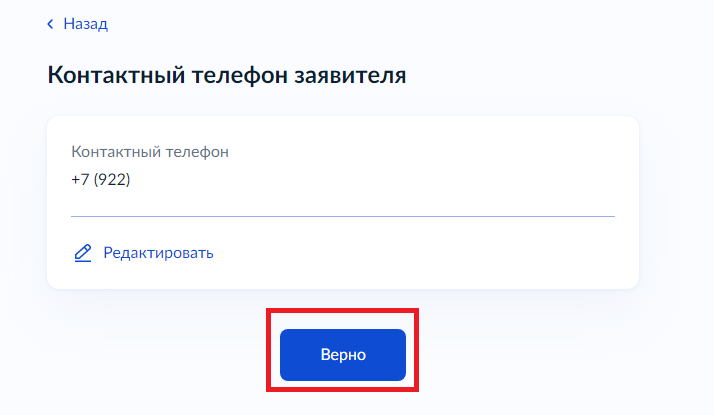 Назад
Контактный телефон заявителя
Контактный телефон
+7 (922)
Редактировать
Верно